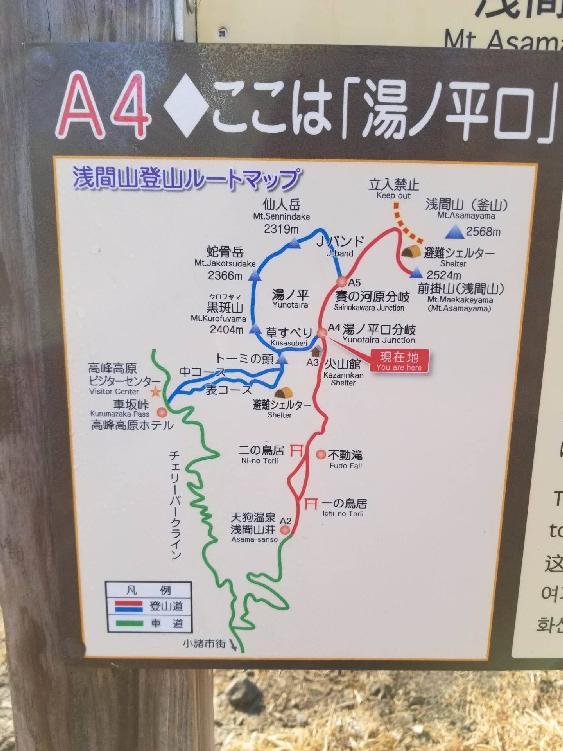 浅間
Mt. Asama
A4◆ここは「湯ノ平口」
浅間山登山ルートマップ
立入禁止
Keep out
浅間山（釜山）
Mt.Asamayama
2568m
避難シェルター
Shelter
2524m
前掛山（浅間山）
Mt.Maekakeyama
(Mt.Asamayama)
仙人岳
Mt.Sennindake
2319m
Jバンド
J band
蛇骨岳
Mt.Jakotsudake
2366m
A5
賽の河原分岐
Sainokawara Junction
湯ノ平
Yunotaira
クロフヤマ
黒斑山
Mt.Kurofuyama
2404m
草すべり
Kusasuberi
A4
湯ノ平口分岐
Yunotaira Junction
現在地
You are here
トーミの頭
A3
火山館
Kazankan
Shelter
中コース
表コース
避難シェルター
Shelter
高峰高原
ビジターセンター
Visitor Center
車坂峠
Kurumazaka Pass
高峰高原ホテル
二の鳥居
Ni-no Torii
不動滝
Fudo Fall
一の鳥居
Ichi-no Torii
チェリーパークライン
天狗温泉
浅間山荘
Asama-sanso
A2
凡例
登山道
車道
小諸市街
T
to
这
여
화산